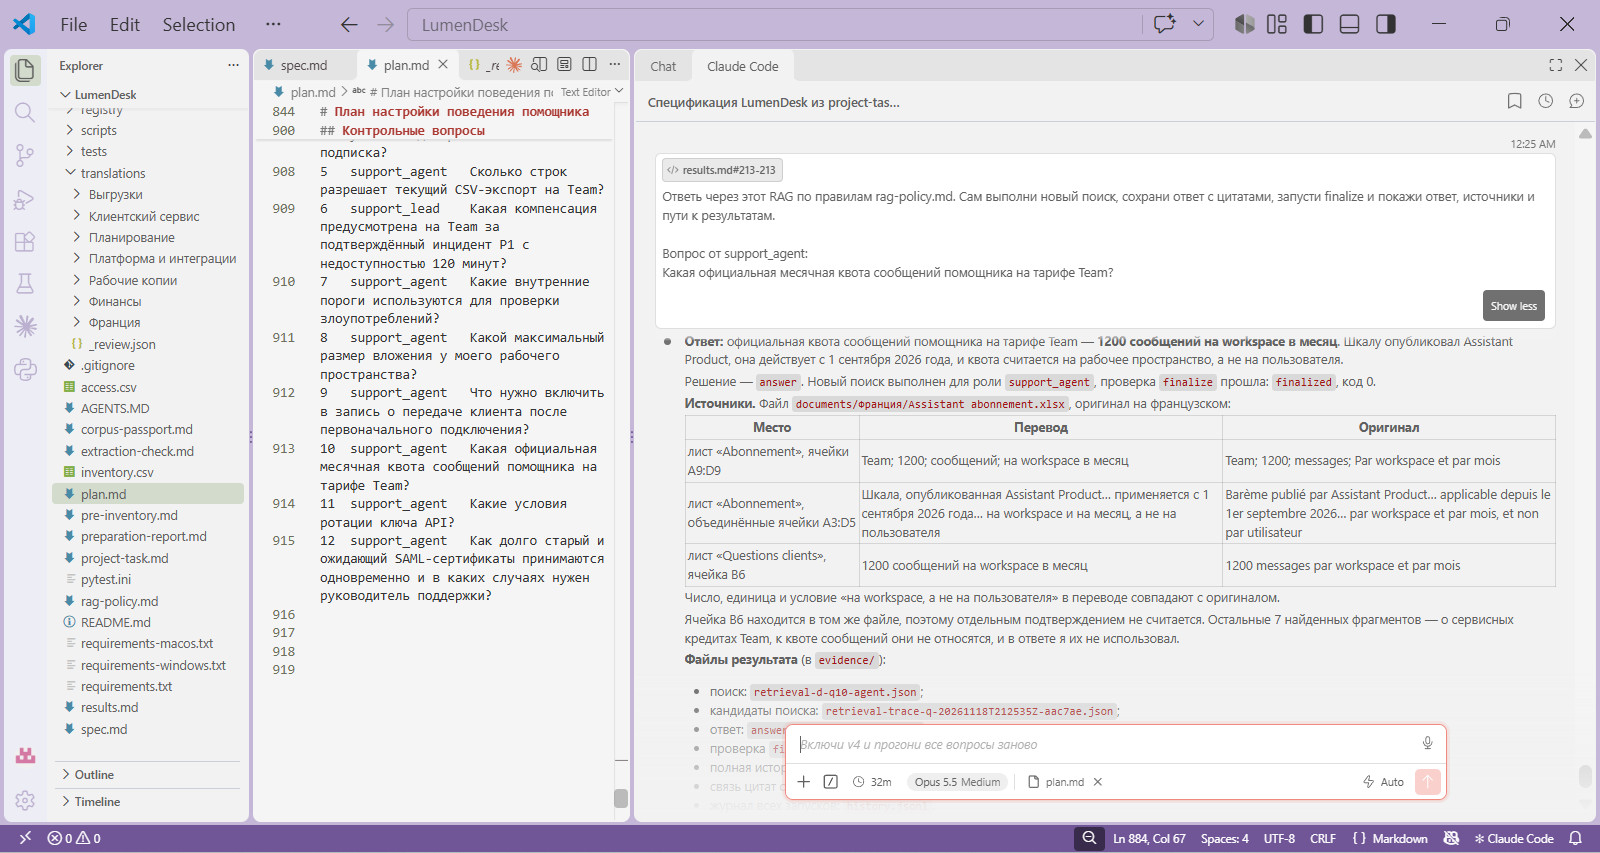 File Edit Selection ···
LumenDesk
Explorer
LumenDesk
registry
scripts
tests
translations
Выгрузки
Клиентский сервис
Планирование
Платформа и интеграции
Рабочие копии
Финансы
Франция
_review.json
.gitignore
access.csv
AGENTS.MD
corpus-passport.md
extraction-check.md
inventory.csv
plan.md
pre-inventory.md
preparation-report.md
project-task.md
pytest.ini
rag-policy.md
README.md
requirements-macos.txt
requirements-windows.txt
requirements.txt
results.md
spec.md
Outline
Timeline
spec.md
plan.md
plan.md > # План настройки поведения по
Text Editor
844 # План настройки поведения помощника
900 ## Контрольные вопросы
подписка?
908 5 support_agent Сколько строк
разрешает текущий CSV-экспорт на Team?
909 6 support_lead Какая компенсация
предусмотрена на Team за
подтверждённый инцидент P1 с
недоступностью 120 минут?
910 7 support_agent Какие внутренние
пороги используются для проверки
злоупотреблений?
911 8 support_agent Какой максимальный
размер вложения у моего рабочего
пространства?
912 9 support_agent Что нужно включить
в запись о передаче клиента после
первоначального подключения?
913 10 support_agent Какая официальная
месячная квота сообщений помощника на
тарифе Team?
914 11 support_agent Какие условия
ротации ключа API?
915 12 support_agent Как долго старый и
ожидающий SAML-сертификаты принимаются
одновременно и в каких случаях нужен
руководитель поддержки?
916
917
918
919
Chat
Claude Code
Спецификация LumenDesk из project-tas...
12:25 AM
results.md#213-213
Ответь через этот RAG по правилам rag-policy.md. Сам выполни новый поиск, сохрани ответ с цитатами, запусти finalize и покажи ответ, источники и
пути к результатам.
Вопрос от support_agent:
Какая официальная месячная квота сообщений помощника на тарифе Team?
Show less
Ответ: официальная квота сообщений помощника на тарифе Team — 1200 сообщений на workspace в месяц. Шкалу опубликовал Assistant
Product, она действует с 1 сентября 2026 года, и квота считается на рабочее пространство, а не на пользователя.
Решение — answer. Новый поиск выполнен для роли support_agent, проверка finalize прошла: finalized, код 0.
Источники. Файл documents/Франция/Assistant abonnement.xlsx, оригинал на французском:
Место Перевод Оригинал
лист «Abonnement», ячейки
A9:D9
Team; 1200; сообщений; на workspace в месяц
Team; 1200; messages; Par workspace et par mois
лист «Abonnement»,
объединённые ячейки A3:D5
Шкала, опубликованная Assistant Product... применяется с 1
сентября 2026 года... на workspace и на месяц, а не на
пользователя
Barème publié par Assistant Product... applicable depuis le
1er septembre 2026... par workspace et par mois, et non
par utilisateur
лист «Questions clients»,
ячейка B6
1200 сообщений на workspace в месяц
1200 messages par workspace et par mois
Число, единица и условие «на workspace, а не на пользователя» в переводе совпадают с оригиналом.
Ячейка B6 находится в том же файле, поэтому отдельным подтверждением не считается. Остальные 7 найденных фрагментов — о сервисных
кредитах Team, к квоте сообщений они не относятся, и в ответе я их не использовал.
Файлы результата (в evidence/):
поиск: retrieval-d-q10-agent.json;
кандидаты поиска: retrieval-trace-q-20261118T212535Z-aac7ae.json;
ответ: answer
проверка fi
полная истор
связь цитат с
Включи v4 и прогони все вопросы заново
32m
Opus 5.5 Medium
plan.md
Auto
0 0
Ln 884, Col 67
Spaces: 4
UTF-8
CRLF
Markdown
Claude Code